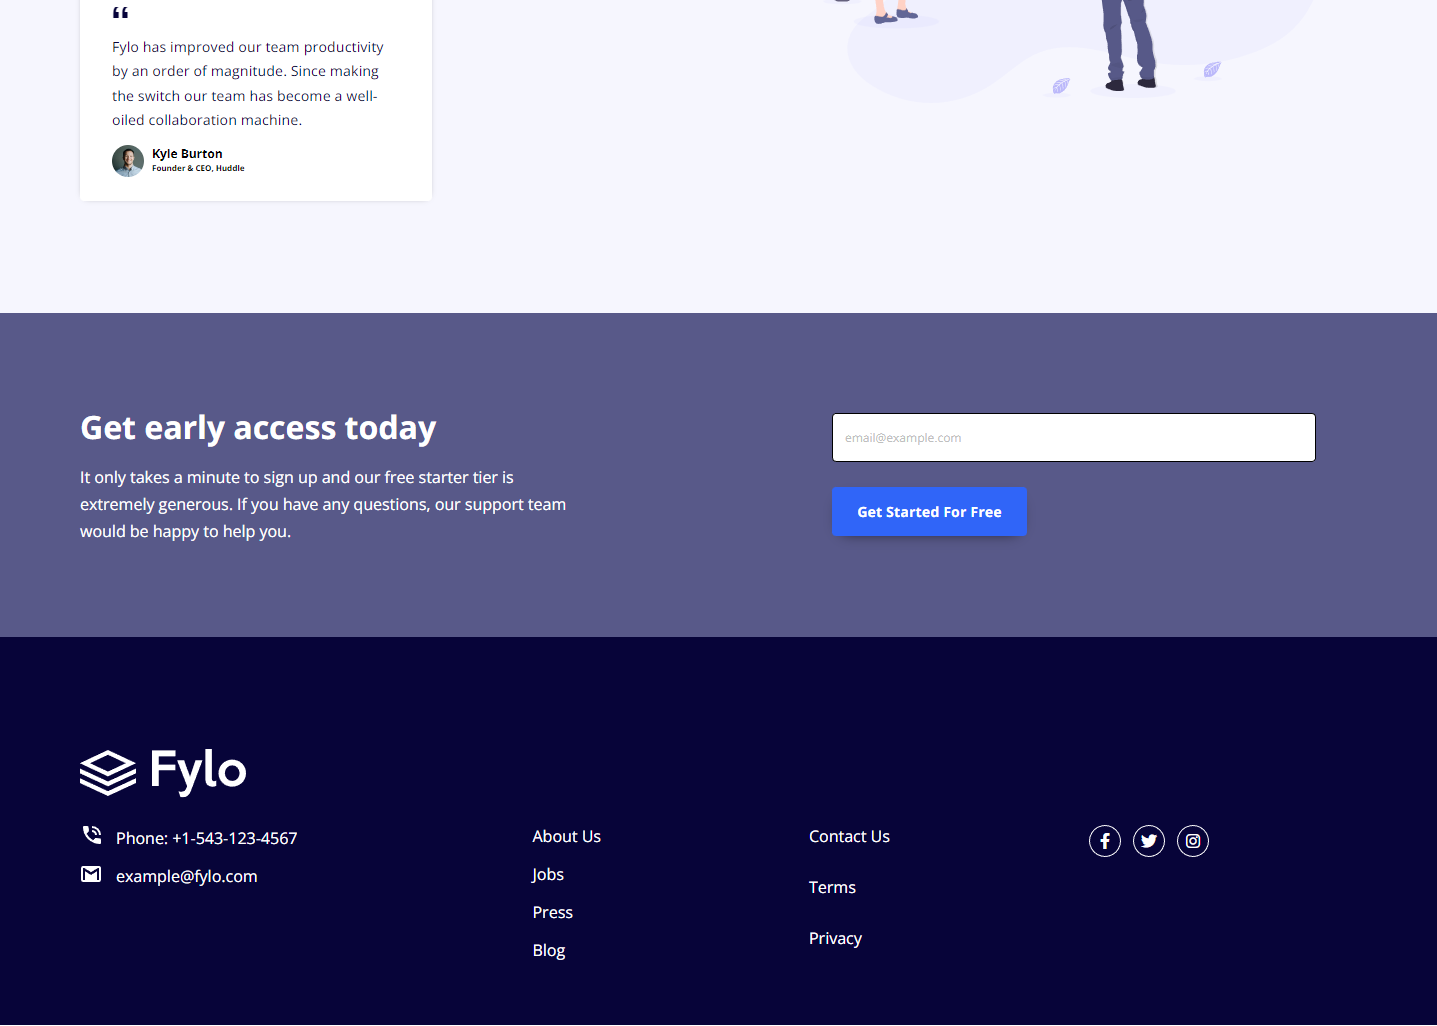 “
Fylo has improved our team productivity
by an order of magnitude. Since making
the switch our team has become a well-
oiled collaboration machine.
Kyle Burton
Founder & CEO, Huddle
Get early access today
It only takes a minute to sign up and our free starter tier is
extremely generous. If you have any questions, our support team
would be happy to help you.
email@example.com
Get Started For Free
Fylo
Phone: +1-543-123-4567
example@fylo.com
About Us
Jobs
Press
Blog
Contact Us
Terms
Privacy